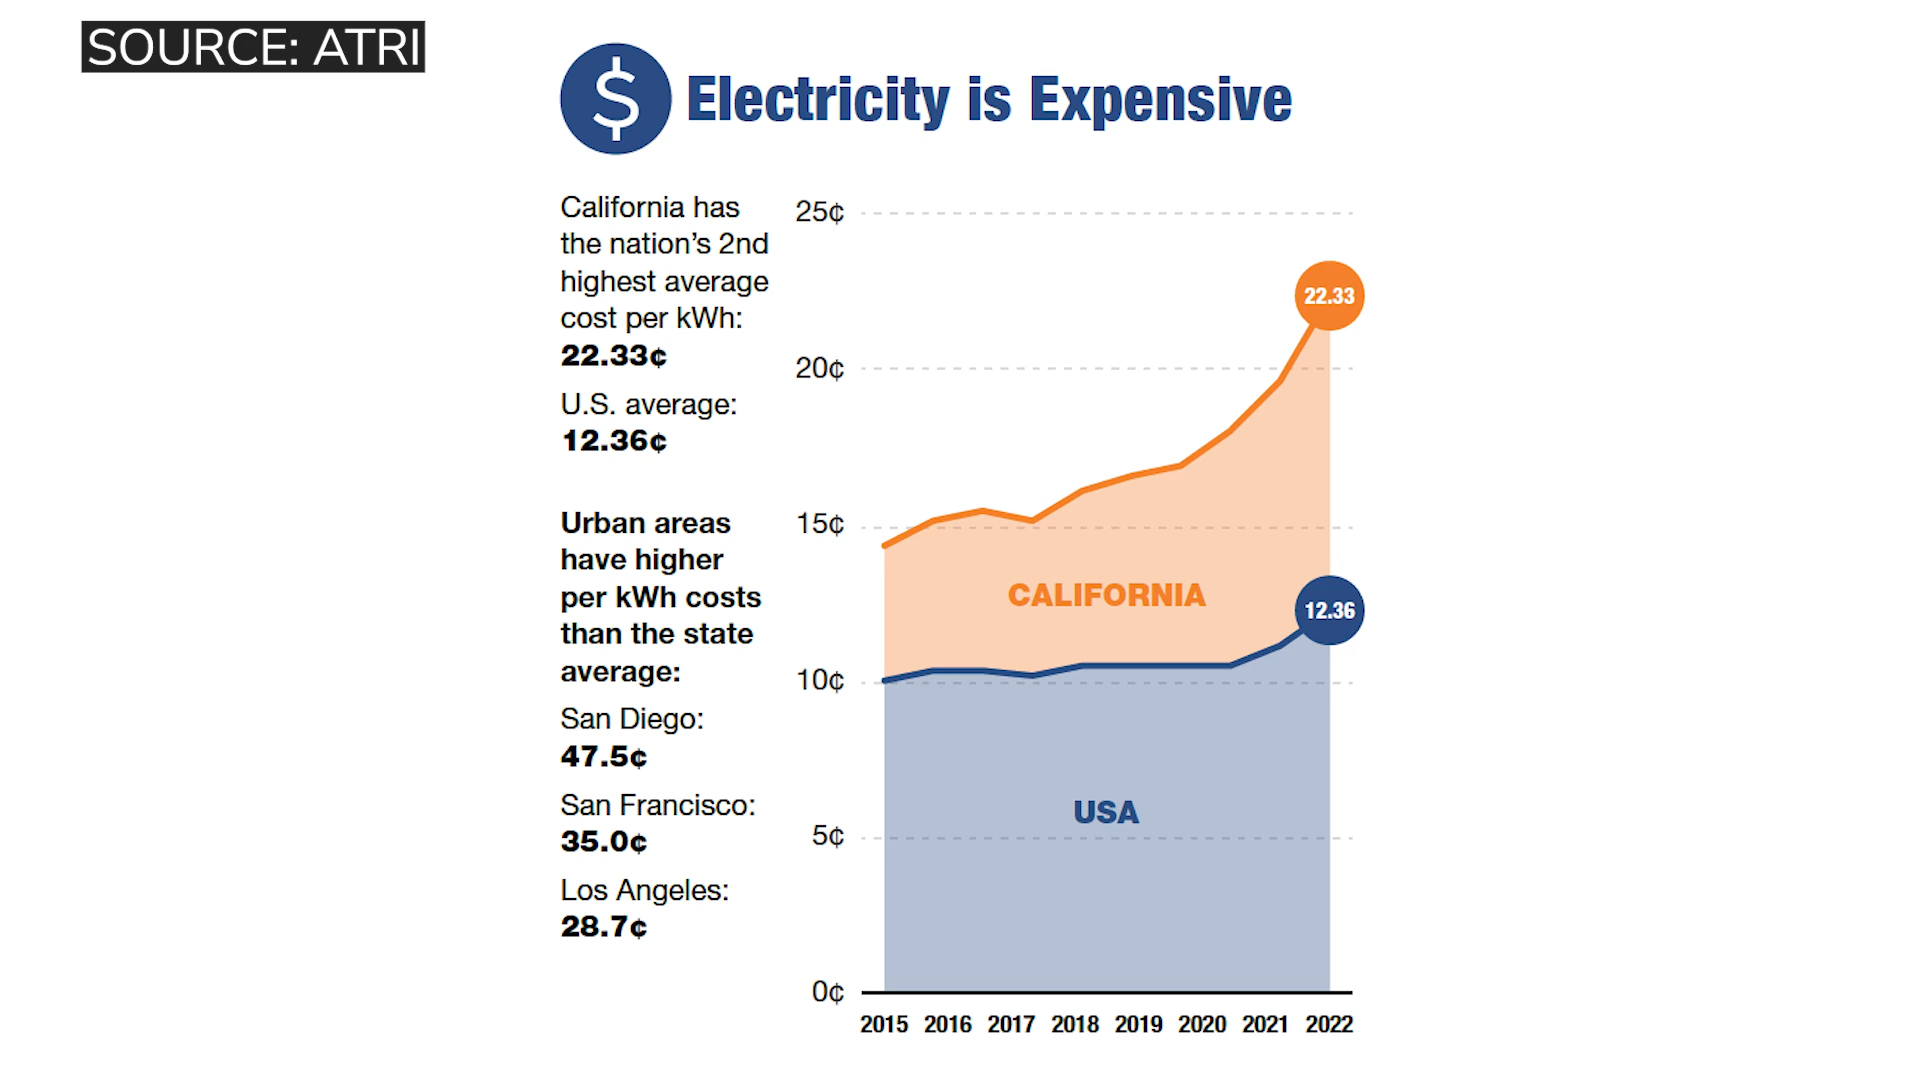 SOURCE: ATRI
$ Electricity is Expensive
California has
the nation's 2nd
highest average
cost per kWh:
22.33¢
U.S. average:
12.36¢
Urban areas
have higher
per kWh costs
than the state
average:
San Diego:
47.5¢
San Francisco:
35.0¢
Los Angeles:
28.7¢
25¢
20¢
15¢
10¢
5¢
0¢
22.33
CALIFORNIA
12.36
USA
2015 2016 2017 2018 2019 2020 2021 2022